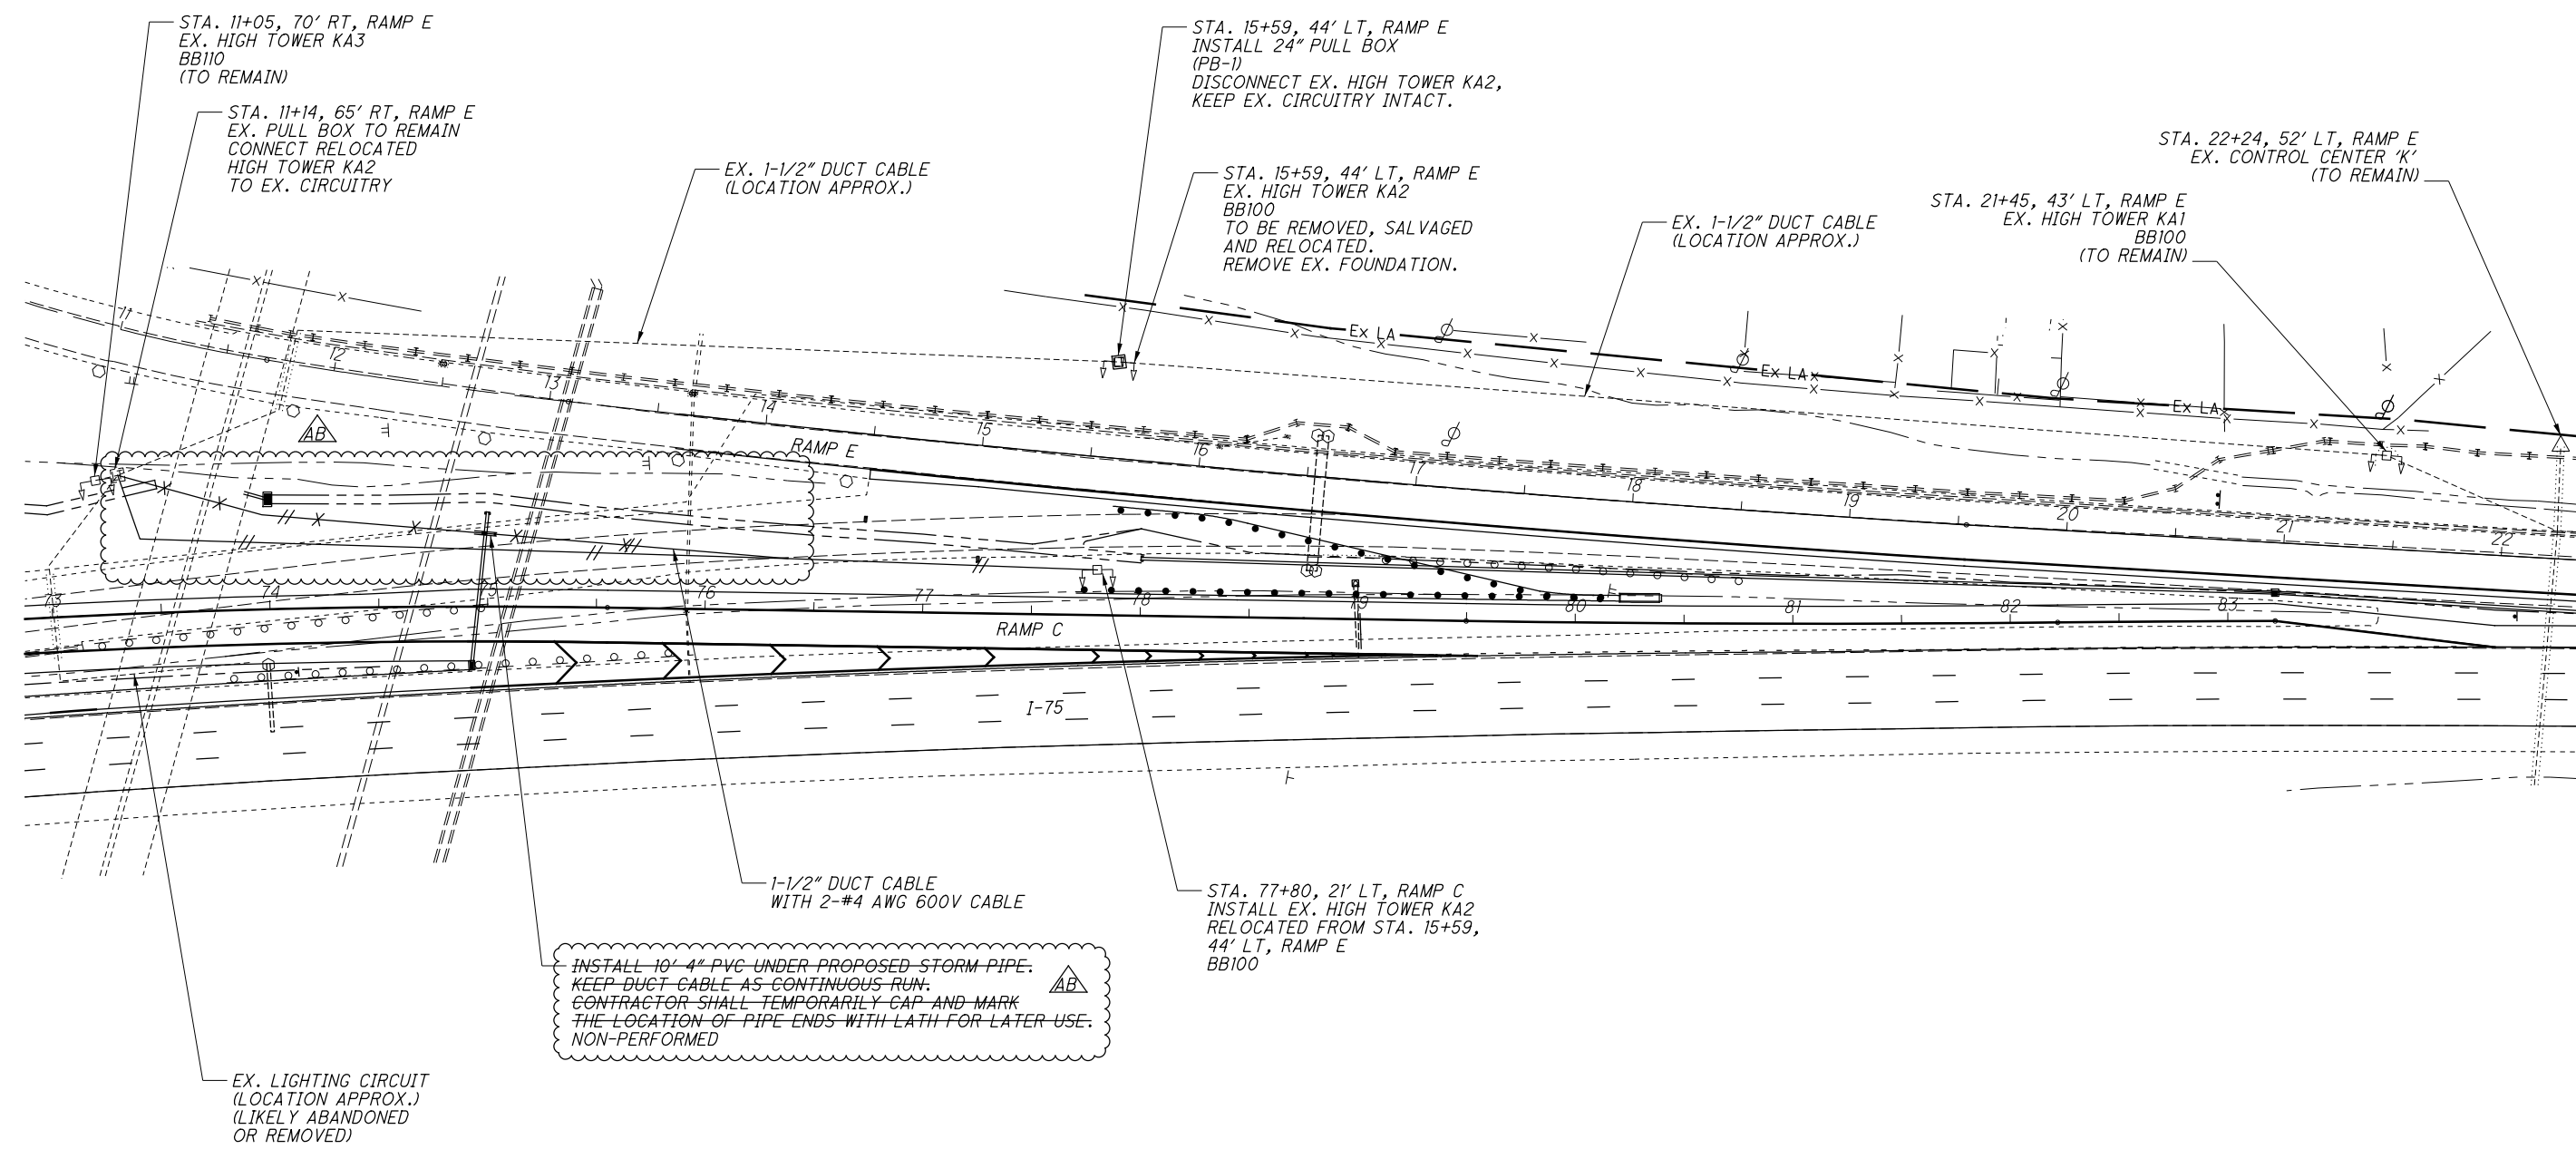 STA. 11+05, 70' RT, RAMP E
EX. HIGH TOWER KA3
BB110
(TO REMAIN)
STA. 11+14, 65' RT, RAMP E
EX. PULL BOX TO REMAIN
CONNECT RELOCATED
HIGH TOWER KA2
TO EX. CIRCUITRY
EX. 1-1/2" DUCT CABLE
(LOCATION APPROX.)
STA. 15+59, 44' LT, RAMP E
INSTALL 24" PULL BOX
(PB-1)
DISCONNECT EX. HIGH TOWER KA2,
KEEP EX. CIRCUITRY INTACT.
STA. 15+59, 44' LT, RAMP E
EX. HIGH TOWER KA2
BB100
TO BE REMOVED, SALVAGED
AND RELOCATED.
REMOVE EX. FOUNDATION.
EX. 1-1/2" DUCT CABLE
(LOCATION APPROX.)
STA. 22+24, 52' LT, RAMP E
EX. CONTROL CENTER 'K'
(TO REMAIN)
STA. 21+45, 43' LT, RAMP E
EX. HIGH TOWER KA1
BB100
(TO REMAIN)
Ex LA
Ex LA
Ex LA
11
12
13
14
15
16
17
18
19
20
21
22
AB
RAMP E
73
74
75
76
77
78
79
80
81
82
83
RAMP C
I-75
1-1/2" DUCT CABLE
WITH 2-#4 AWG 600V CABLE
STA. 77+80, 21' LT, RAMP C
INSTALL EX. HIGH TOWER KA2
RELOCATED FROM STA. 15+59,
44' LT, RAMP E
BB100
INSTALL 10' 4" PVC UNDER PROPOSED STORM PIPE.
KEEP DUCT CABLE AS CONTINUOUS RUN.
CONTRACTOR SHALL TEMPORARILY CAP AND MARK
THE LOCATION OF PIPE ENDS WITH LATH FOR LATER USE.
NON-PERFORMED
AB
EX. LIGHTING CIRCUIT
(LOCATION APPROX.)
(LIKELY ABANDONED
OR REMOVED)